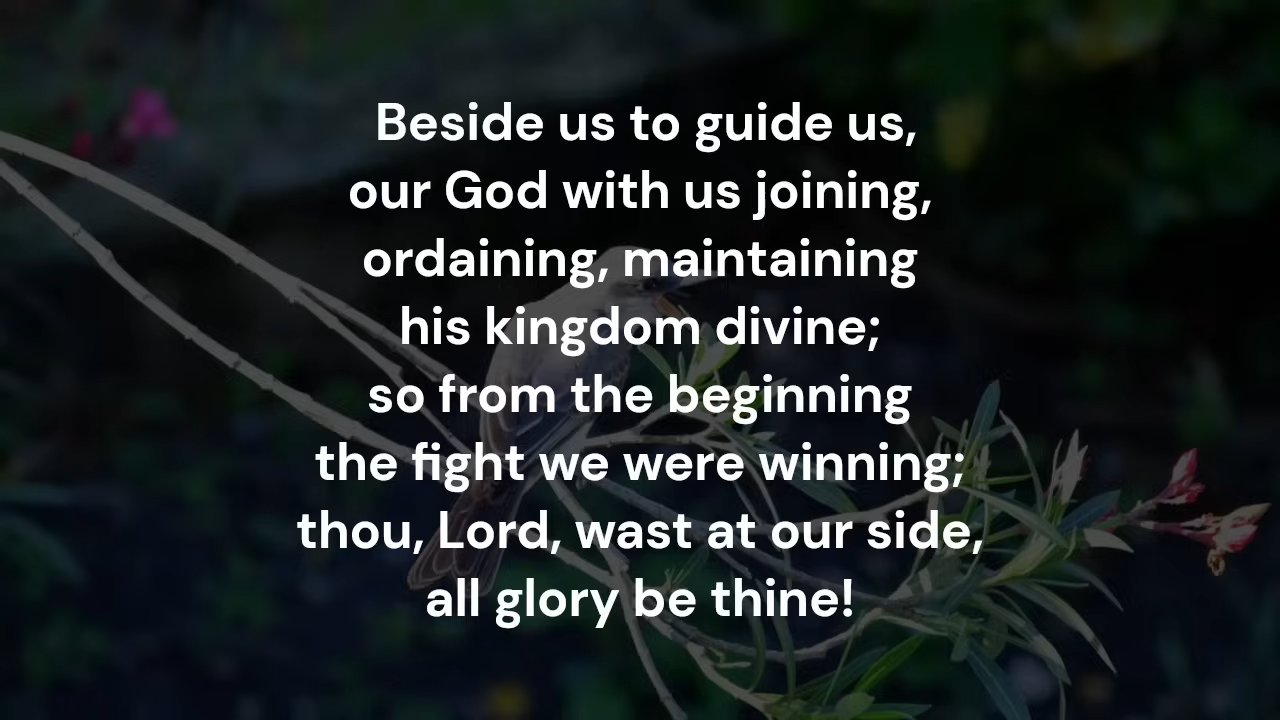 Beside us to guide us,
our God with us joining,
ordaining, maintaining
his kingdom divine;
so from the beginning
the fight we were winning;
thou, Lord, wast at our side,
all glory be thine!